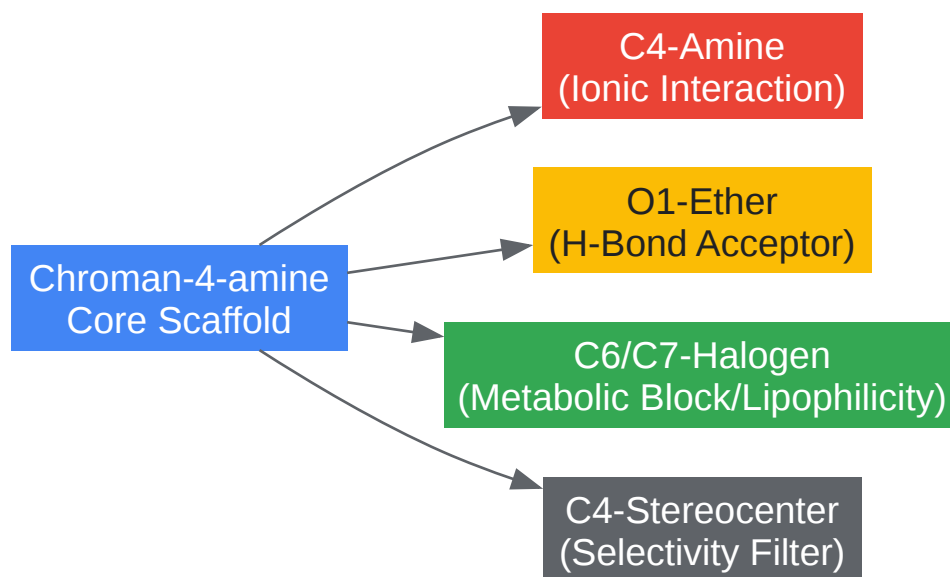 Chroman-4-amine
Core Scaffold
C4-Amine
(Ionic Interaction)
O1-Ether
(H-Bond Acceptor)
C6/C7-Halogen
(Metabolic Block/Lipophilicity)
C4-Stereocenter
(Selectivity Filter)